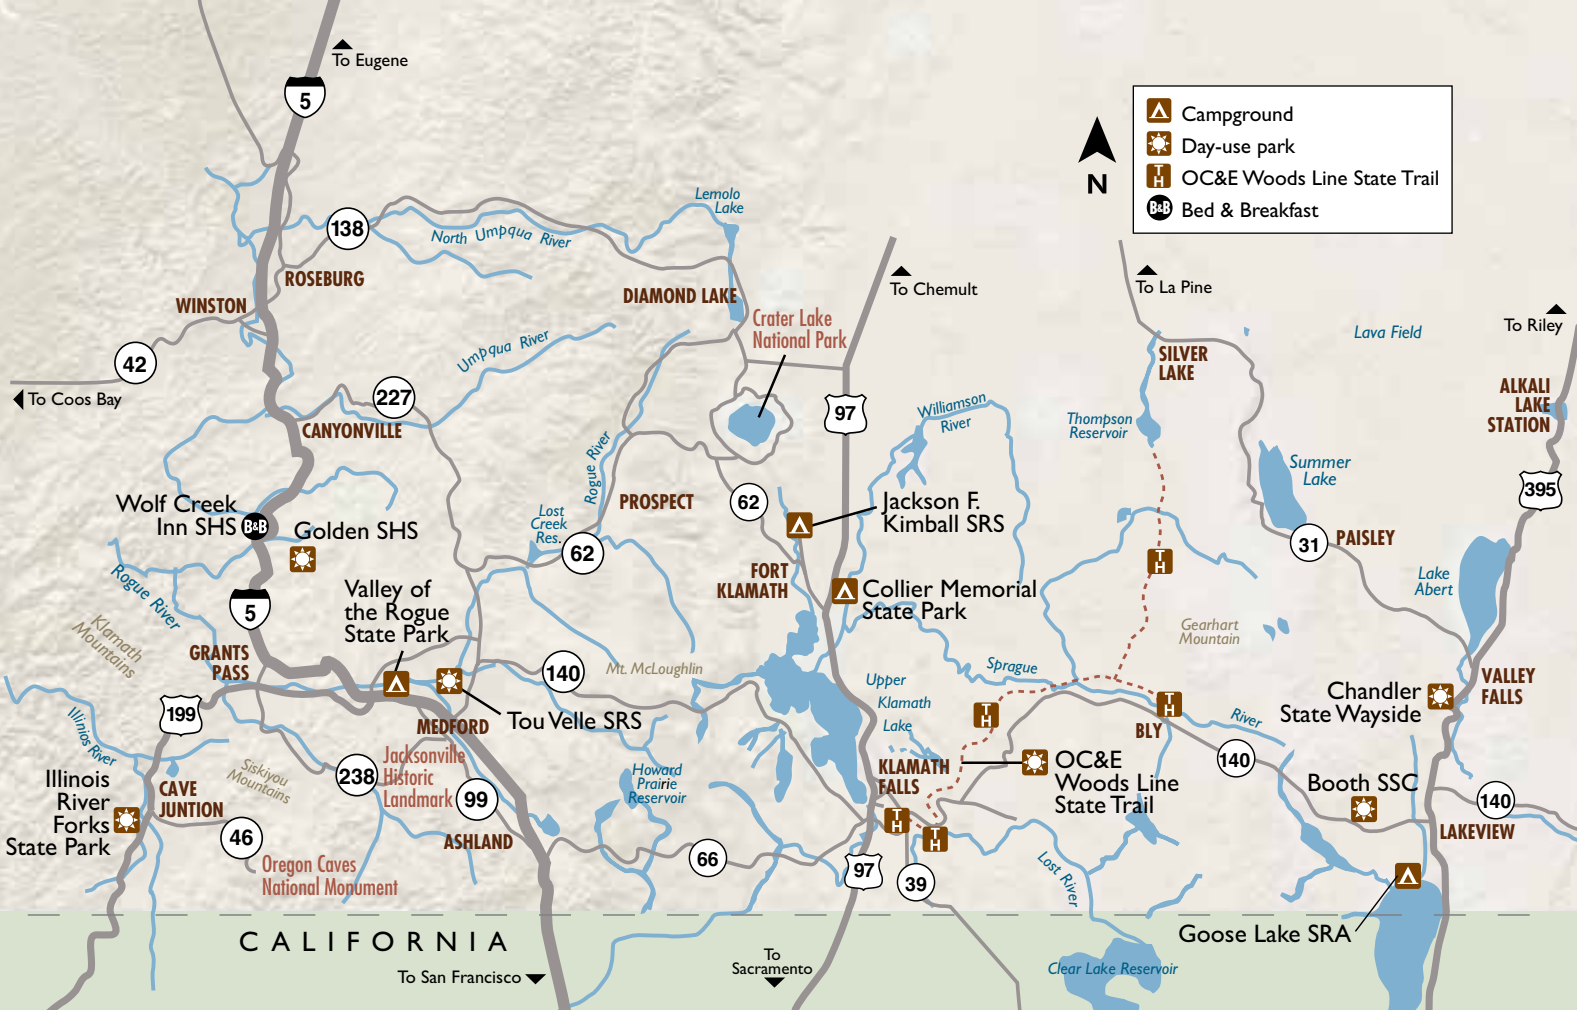 To Eugene
5
Campground
Day-use park
OC&E Woods Line State Trail
Bed & Breakfast
B&B
T
H
N
Lemolo
Lake
138
North Umpqua River
ROSEBURG
WINSTON
DIAMOND LAKE
To Chemult
To La Pine
To Riley
Crater Lake
National Park
Lava Field
Umpqua River
SILVER
LAKE
42
To Coos Bay
227
97
ALKALI
LAKE
STATION
Williamson
River
Thompson
Reservoir
CANYONVILLE
Rogue River
Summer
Lake
395
Wolf Creek
Inn SHS
B&B
Golden SHS
PROSPECT
62
Jackson F.
Kimball SRS
Lost
Creek
Res.
62
31
PAISLEY
T
H
FORT
KLAMATH
Collier Memorial
State Park
Lake
Abert
Rogue River
5
Valley of
the Rogue
State Park
Klamath
Mountains
Gearhart
Mountain
GRANTS
PASS
140
Mt. McLoughlin
Sprague
River
Upper
Klamath
Lake
VALLEY
FALLS
Chandler
State Wayside
199
Illinios River
MEDFORD
Tou Velle SRS
T
H
T
H
BLY
140
Jacksonville
Historic
Landmark
238
Siskiyou
Mountains
Howard
Prairie
Reservoir
KLAMATH
FALLS
OC&E
Woods Line
State Trail
Booth SSC
Illinois
River
Forks
State Park
CAVE
JUNTION
99
140
LAKEVIEW
46
ASHLAND
Oregon Caves
National Monument
66
97
T
H
T
H
39
Lost River
Goose Lake SRA
CALIFORNIA
To San Francisco
To
Sacramento
Clear Lake Reservoir